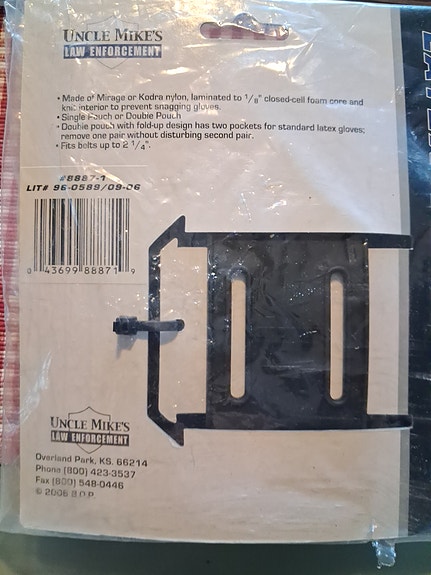 UNCLE MIKE'S
LAW ENFORCEMENT
• Made of Mirage or Kodra nylon, laminated to 1/8" closed-cell foam core and
knit interior to prevent snagging gloves.
• Single Pouch or Double Pouch
• Double pouch with fold-up design has two pockets for standard latex gloves;
remove one pair without disturbing second pair.
• Fits bolts up to 2 1/4".
#8887-1
LIT# 96-0589/09-06
0 43699 88871 9
UNCLE MIKE'S
LAW ENFORCEMENT
Overland Park, KS. 66214
Phone (800) 423-3537
Fax (800) 548-0446
© 2006 B.O.P.